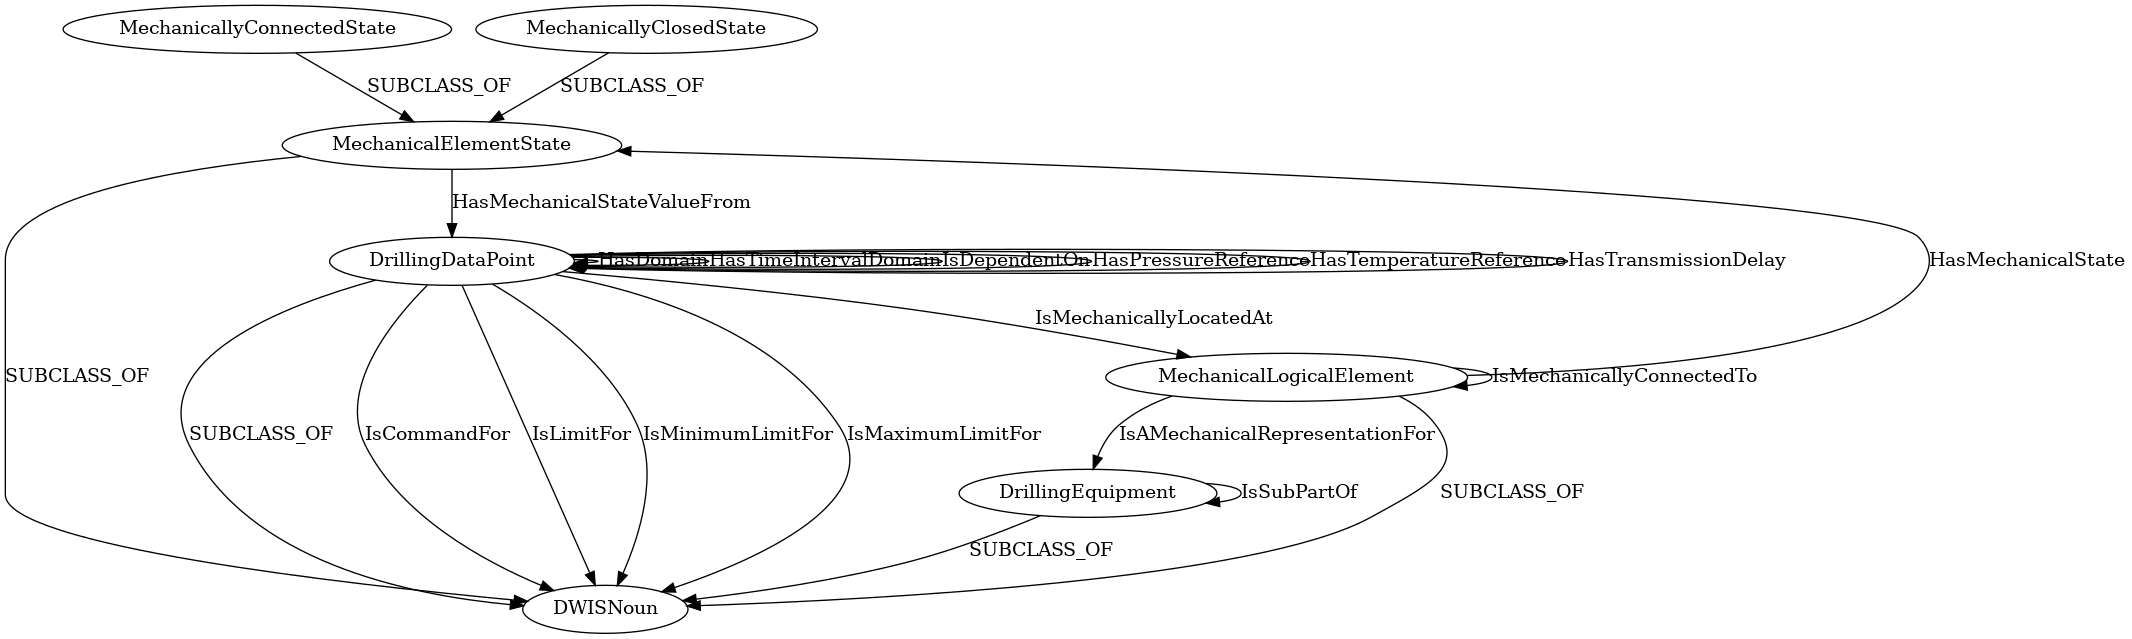 MechanicallyConnectedState
MechanicallyClosedState
SUBCLASS_OF
SUBCLASS_OF
MechanicalElementState
HasMechanicalStateValueFrom
DrillingDataPoint
HasDomain
HasTimeIntervalDomain
IsDependentOn
HasPressureReference
HasTemperatureReference
HasTransmissionDelay
HasMechanicalState
IsMechanicallyLocatedAt
SUBCLASS_OF
MechanicalLogicalElement
IsMechanicallyConnectedTo
SUBCLASS_OF
IsCommandFor
IsLimitFor
IsMinimumLimitFor
IsMaximumLimitFor
IsAMechanicalRepresentationFor
DrillingEquipment
IsSubPartOf
SUBCLASS_OF
SUBCLASS_OF
DWISNoun